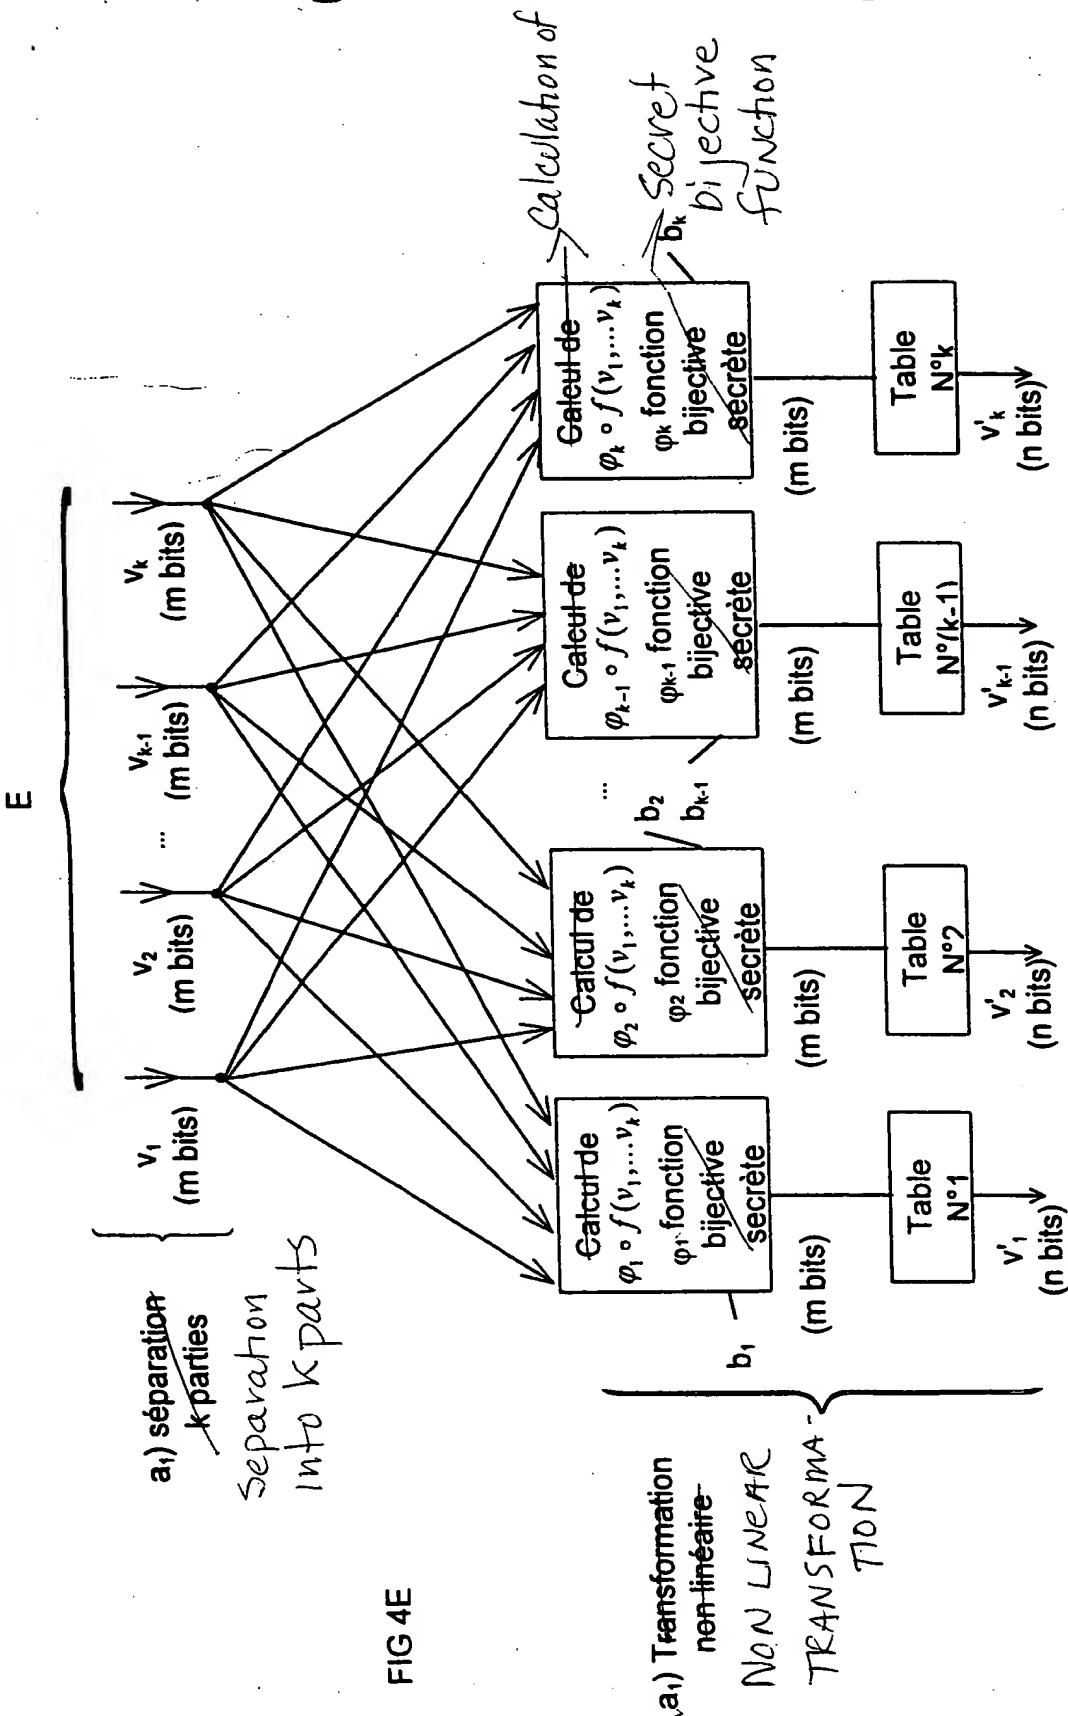 E
V₁
(m bits)
V₂
(m bits)
...
Vₖ₋₁
(m bits)
Vₖ
(m bits)
a₁) séparation
k parties
Separation
into k parts
Calculation of
Secret
bijective
function
b₁
Calcul de
φ₁ ∘ f(v₁,...vₖ)
φ₁ fonction
bijective
secrète
b₂
Calcul de
φ₂ ∘ f(v₁,...vₖ)
φ₂ fonction
bijective
secrète
...
bₖ₋₁
Calcul de
φₖ₋₁ ∘ f(v₁,...vₖ)
φₖ₋₁ fonction
bijective
secrète
bₖ
Calcul de
φₖ ∘ f(v₁,...vₖ)
φₖ fonction
bijective
secrète
(m bits)
(m bits)
(m bits)
(m bits)
Table
N°1
Table
N°2
Table
N°(k-1)
Table
N°k
V'₁
(n bits)
V'₂
(n bits)
V'ₖ₋₁
(n bits)
V'ₖ
(n bits)
a₁) Transformation
non linéaire
NON LINEAR
TRANSFORMA-
TION
FIG 4E